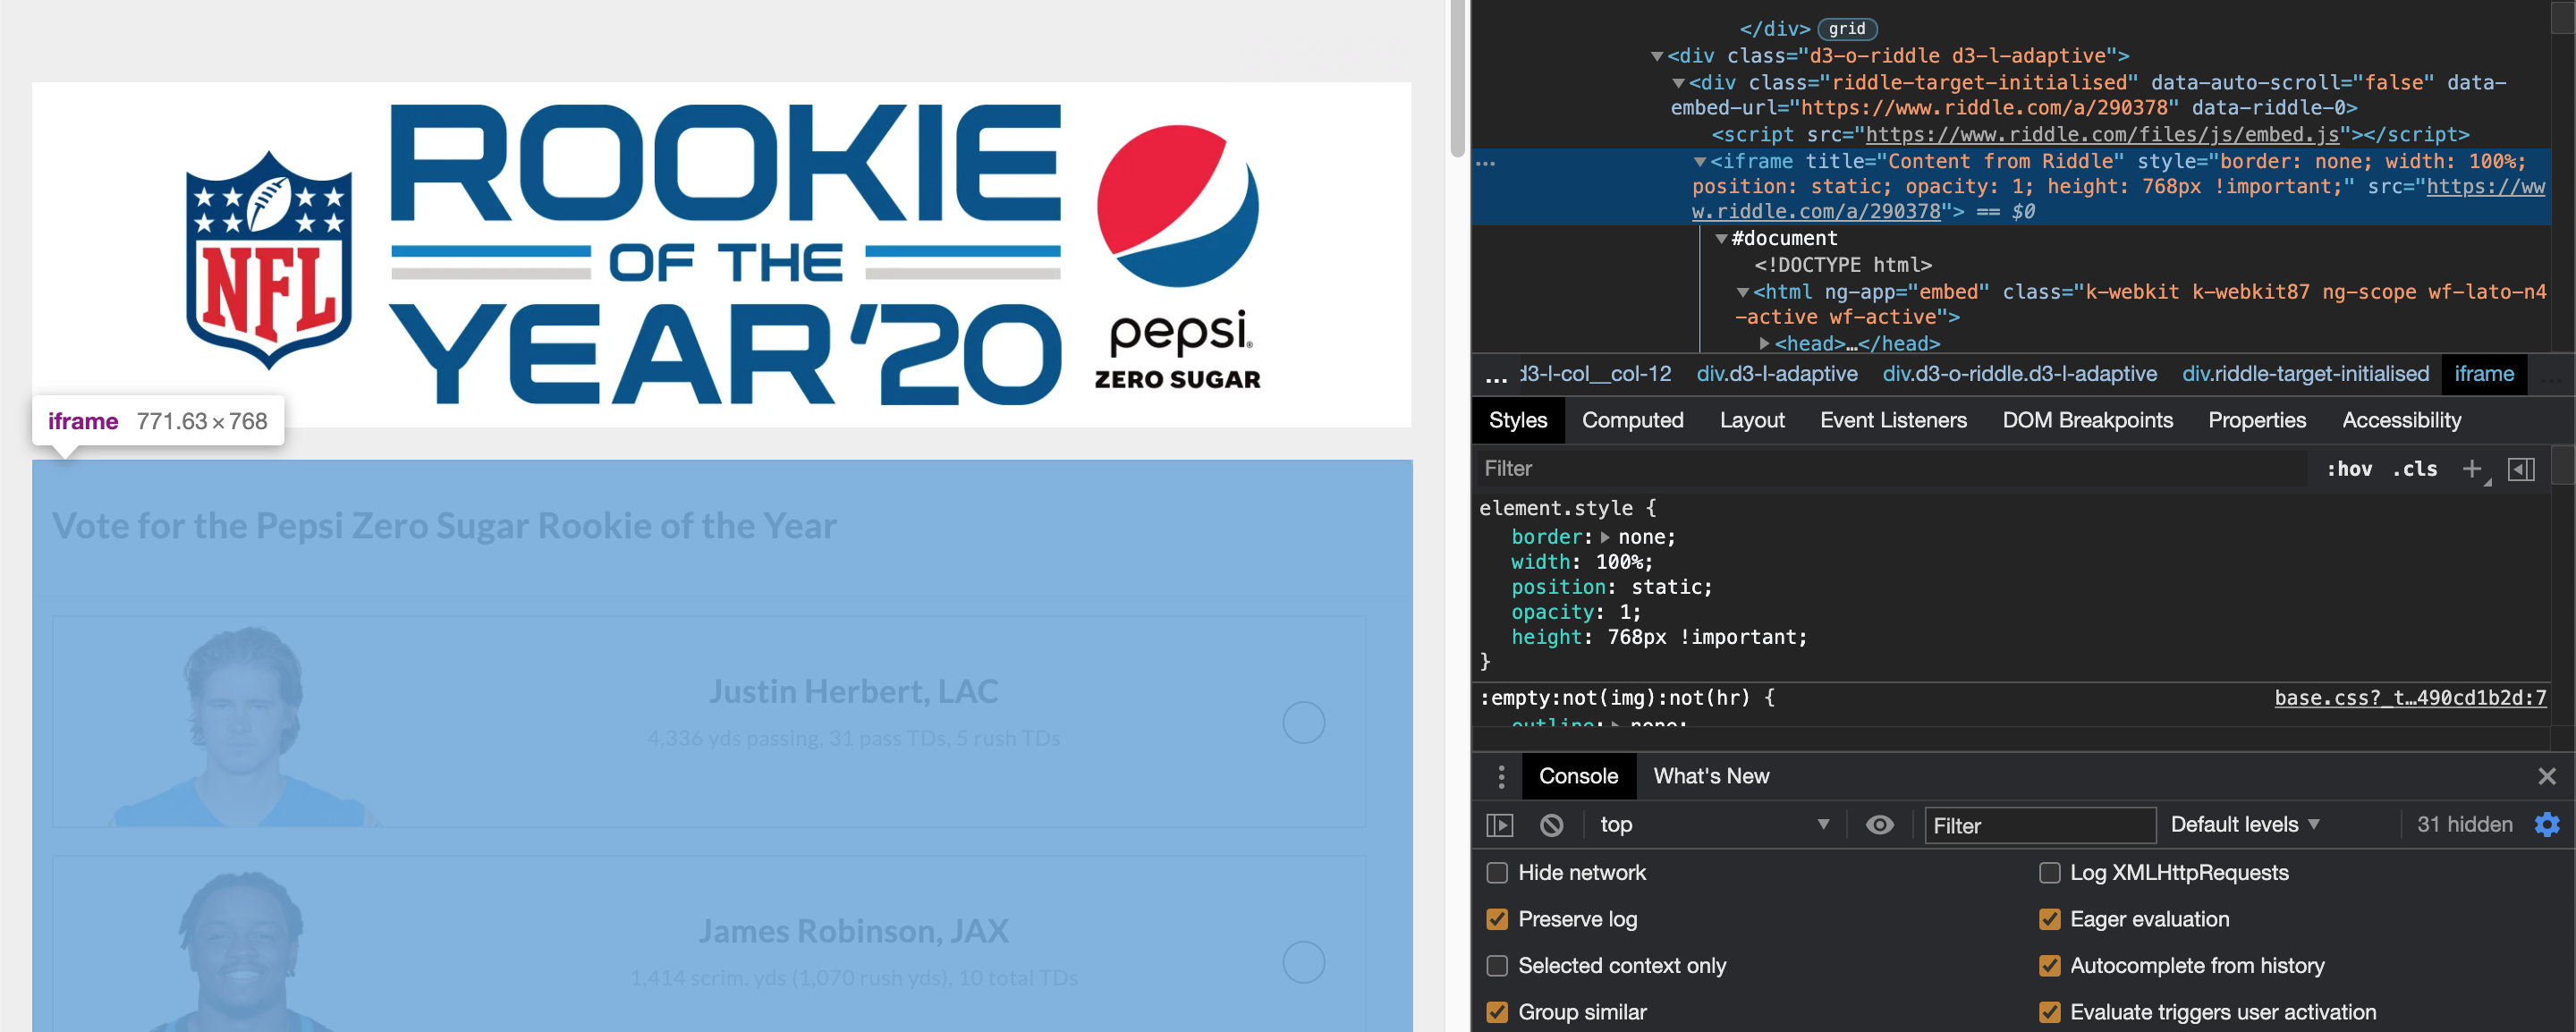 NFL
ROOKIE
OF THE
YEAR'20
pepsi®
ZERO SUGAR
iframe 771.63×768
Vote for the Pepsi Zero Sugar Rookie of the Year
Justin Herbert, LAC
4,336 yds passing, 31 pass TDs, 5 rush TDs
James Robinson, JAX
1,414 scrim. yds (1,070 rush yds), 10 total TDs
</div> grid
▼<div class="d3-o-riddle d3-l-adaptive">
▼<div class="riddle-target-initialised" data-auto-scroll="false" data-
embed-url="https://www.riddle.com/a/290378" data-riddle-0>
<script src="https://www.riddle.com/files/js/embed.js"></script>
… ▼<iframe title="Content from Riddle" style="border: none; width: 100%;
position: static; opacity: 1; height: 768px !important;" src="https://ww
w.riddle.com/a/290378"> == $0
▼#document
<!DOCTYPE html>
▼<html ng-app="embed" class="k-webkit k-webkit87 ng-scope wf-lato-n4
-active wf-active">
▶<head>…</head>
… d3-l-col__col-12 div.d3-l-adaptive div.d3-o-riddle.d3-l-adaptive div.riddle-target-initialised iframe …
Styles Computed Layout Event Listeners DOM Breakpoints Properties Accessibility
Filter :hov .cls +
element.style {
border: ▶ none;
width: 100%;
position: static;
opacity: 1;
height: 768px !important;
}
:empty:not(img):not(hr) { base.css?_t…490cd1b2d:7
outline: ▶ none;
Console What's New
top ▼ Filter Default levels ▼ 31 hidden
Hide network Log XMLHttpRequests
Preserve log Eager evaluation
Selected context only Autocomplete from history
Group similar Evaluate triggers user activation